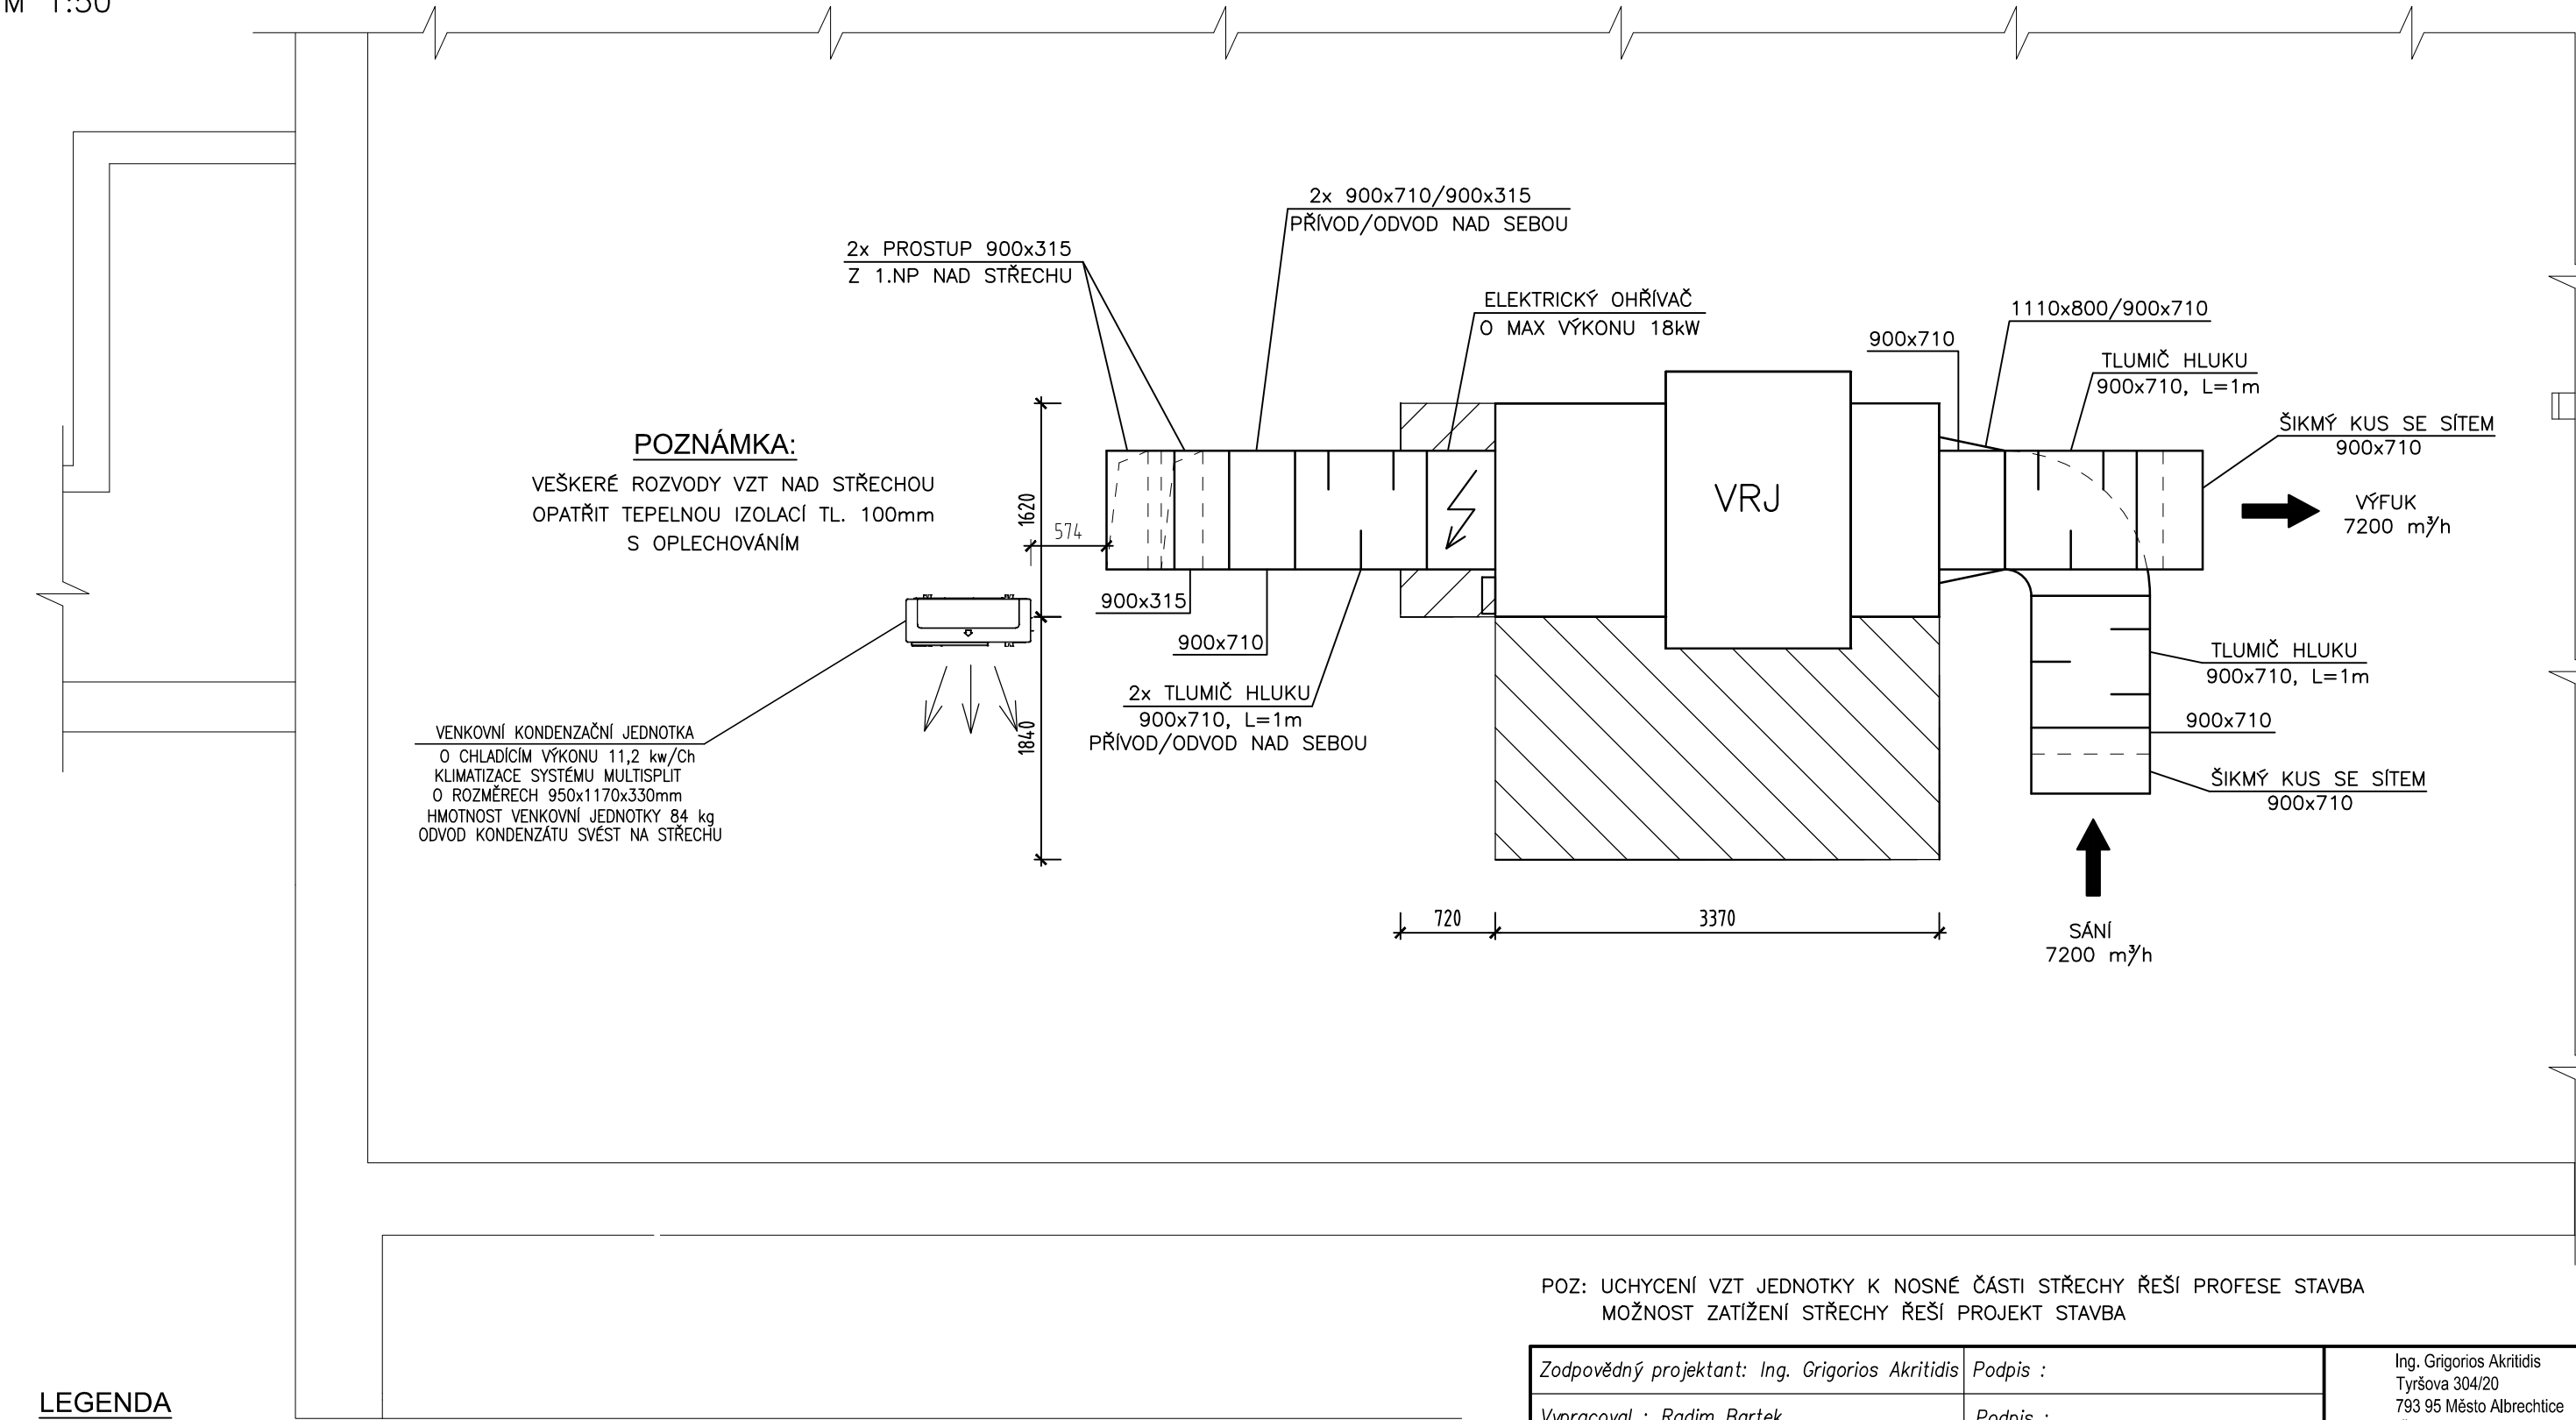 M 1:50
2x 900x710/900x315
PŘÍVOD/ODVOD NAD SEBOU
2x PROSTUP 900x315
Z 1.NP NAD STŘECHU
ELEKTRICKÝ OHŘÍVAČ
O MAX VÝKONU 18kW
1110x800/900x710
900x710
TLUMIČ HLUKU
900x710, L=1m
ŠIKMÝ KUS SE SÍTEM
900x710
VÝFUK
7200 m³/h
POZNÁMKA:
VEŠKERÉ ROZVODY VZT NAD STŘECHOU
OPATŘIT TEPELNOU IZOLACÍ TL. 100mm
S OPLECHOVÁNÍM
1620
574
VRJ
900x315
900x710
2x TLUMIČ HLUKU
900x710, L=1m
PŘÍVOD/ODVOD NAD SEBOU
1840
VENKOVNÍ KONDENZAČNÍ JEDNOTKA
O CHLADÍCÍM VÝKONU 11,2 kw/Ch
KLIMATIZACE SYSTÉMU MULTISPLIT
O ROZMĚRECH 950x1170x330mm
HMOTNOST VENKOVNÍ JEDNOTKY 84 kg
ODVOD KONDENZÁTU SVÉST NA STŘECHU
TLUMIČ HLUKU
900x710, L=1m
900x710
ŠIKMÝ KUS SE SÍTEM
900x710
720
3370
SÁNÍ
7200 m³/h
POZ: UCHYCENÍ VZT JEDNOTKY K NOSNÉ ČÁSTI STŘECHY ŘEŠÍ PROFESE STAVBA
MOŽNOST ZATÍŽENÍ STŘECHY ŘEŠÍ PROJEKT STAVBA
Zodpovědný projektant: Ing. Grigorios Akritidis
Podpis :
Ing. Grigorios Akritidis
Tyršova 304/20
793 95 Město Albrechtice
Vypracoval : Radim Bartek
Podpis :
LEGENDA